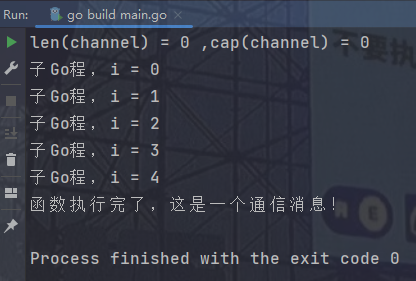 Run: go build main.go
len(channel) = 0 ,cap(channel) = 0
子Go程, i = 0
子Go程, i = 1
子Go程, i = 2
子Go程, i = 3
子Go程, i = 4
函数执行完了，这是一个通信消息！
Process finished with the exit code 0